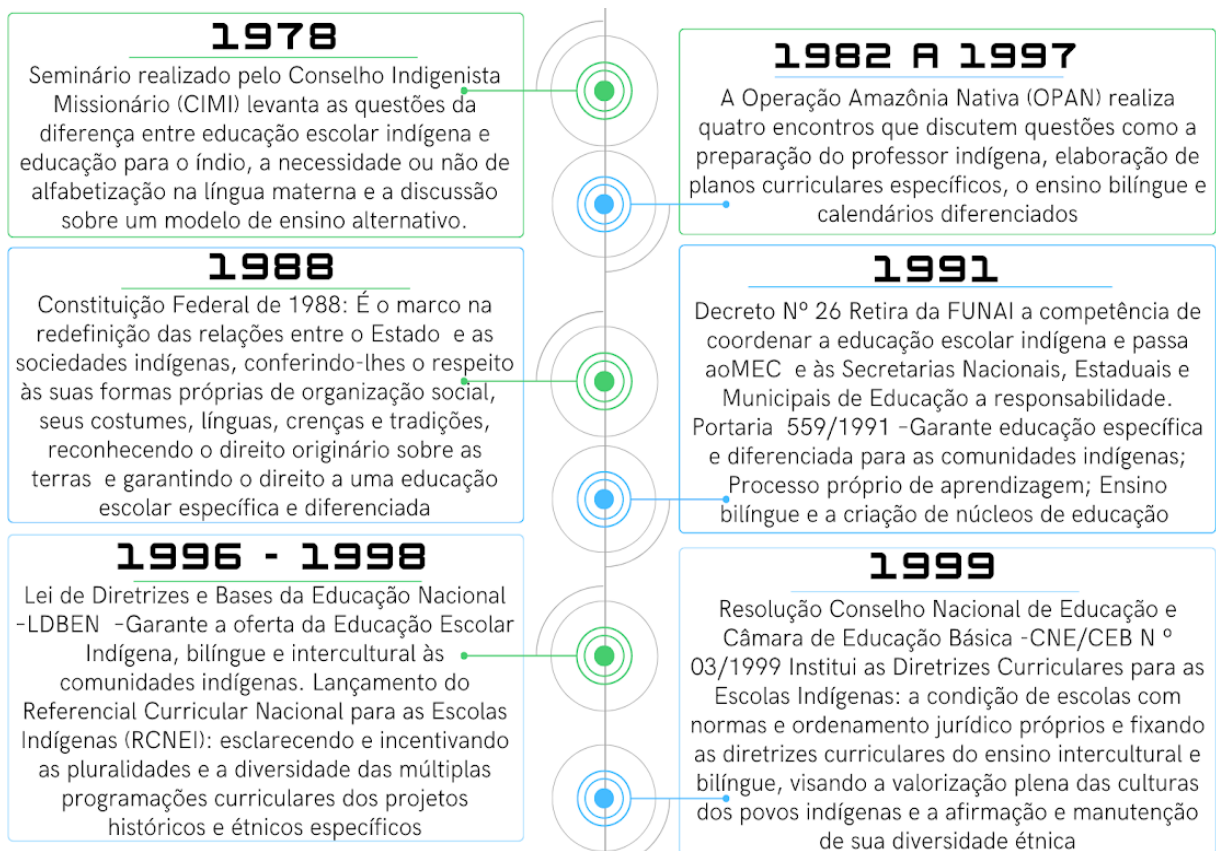 1978
Seminário realizado pelo Conselho Indigenista
Missionário (CIMI) levanta as questões da
diferença entre educação escolar indígena e
educação para o índio, a necessidade ou não de
alfabetização na língua materna e a discussão
sobre um modelo de ensino alternativo.
1982 A 1997
A Operação Amazônia Nativa (OPAN) realiza
quatro encontros que discutem questões como a
preparação do professor indígena, elaboração de
planos curriculares específicos, o ensino bilíngue e
calendários diferenciados
1988
Constituição Federal de 1988: É o marco na
redefinição das relações entre o Estado e as
sociedades indígenas, conferindo-lhes o respeito
às suas formas próprias de organização social,
seus costumes, línguas, crenças e tradições,
reconhecendo o direito originário sobre as
terras e garantindo o direito a uma educação
escolar específica e diferenciada
1991
Decreto Nº 26 Retira da FUNAI a competência de
coordenar a educação escolar indígena e passa
aoMEC e às Secretarias Nacionais, Estaduais e
Municipais de Educação a responsabilidade.
Portaria 559/1991 –Garante educação específica
e diferenciada para as comunidades indígenas;
Processo próprio de aprendizagem; Ensino
bilíngue e a criação de núcleos de educação
1996 - 1998
Lei de Diretrizes e Bases da Educação Nacional
–LDBEN –Garante a oferta da Educação Escolar
Indígena, bilíngue e intercultural às
comunidades indígenas. Lançamento do
Referencial Curricular Nacional para as Escolas
Indígenas (RCNEI): esclarecendo e incentivando
as pluralidades e a diversidade das múltiplas
programações curriculares dos projetos
históricos e étnicos específicos
1999
Resolução Conselho Nacional de Educação e
Câmara de Educação Básica -CNE/CEB N º
03/1999 Institui as Diretrizes Curriculares para as
Escolas Indígenas: a condição de escolas com
normas e ordenamento jurídico próprios e fixando
as diretrizes curriculares do ensino intercultural e
bilíngue, visando a valorização plena das culturas
dos povos indígenas e a afirmação e manutenção
de sua diversidade étnica